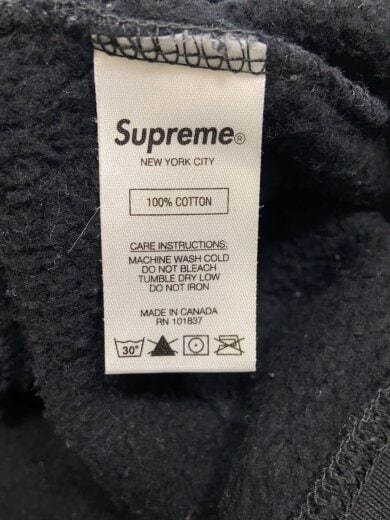 Supreme®
NEW YORK CITY
100% COTTON
CARE INSTRUCTIONS:
MACHINE WASH COLD
DO NOT BLEACH
TUMBLE DRY LOW
DO NOT IRON
MADE IN CANADA
RN 101837
30°